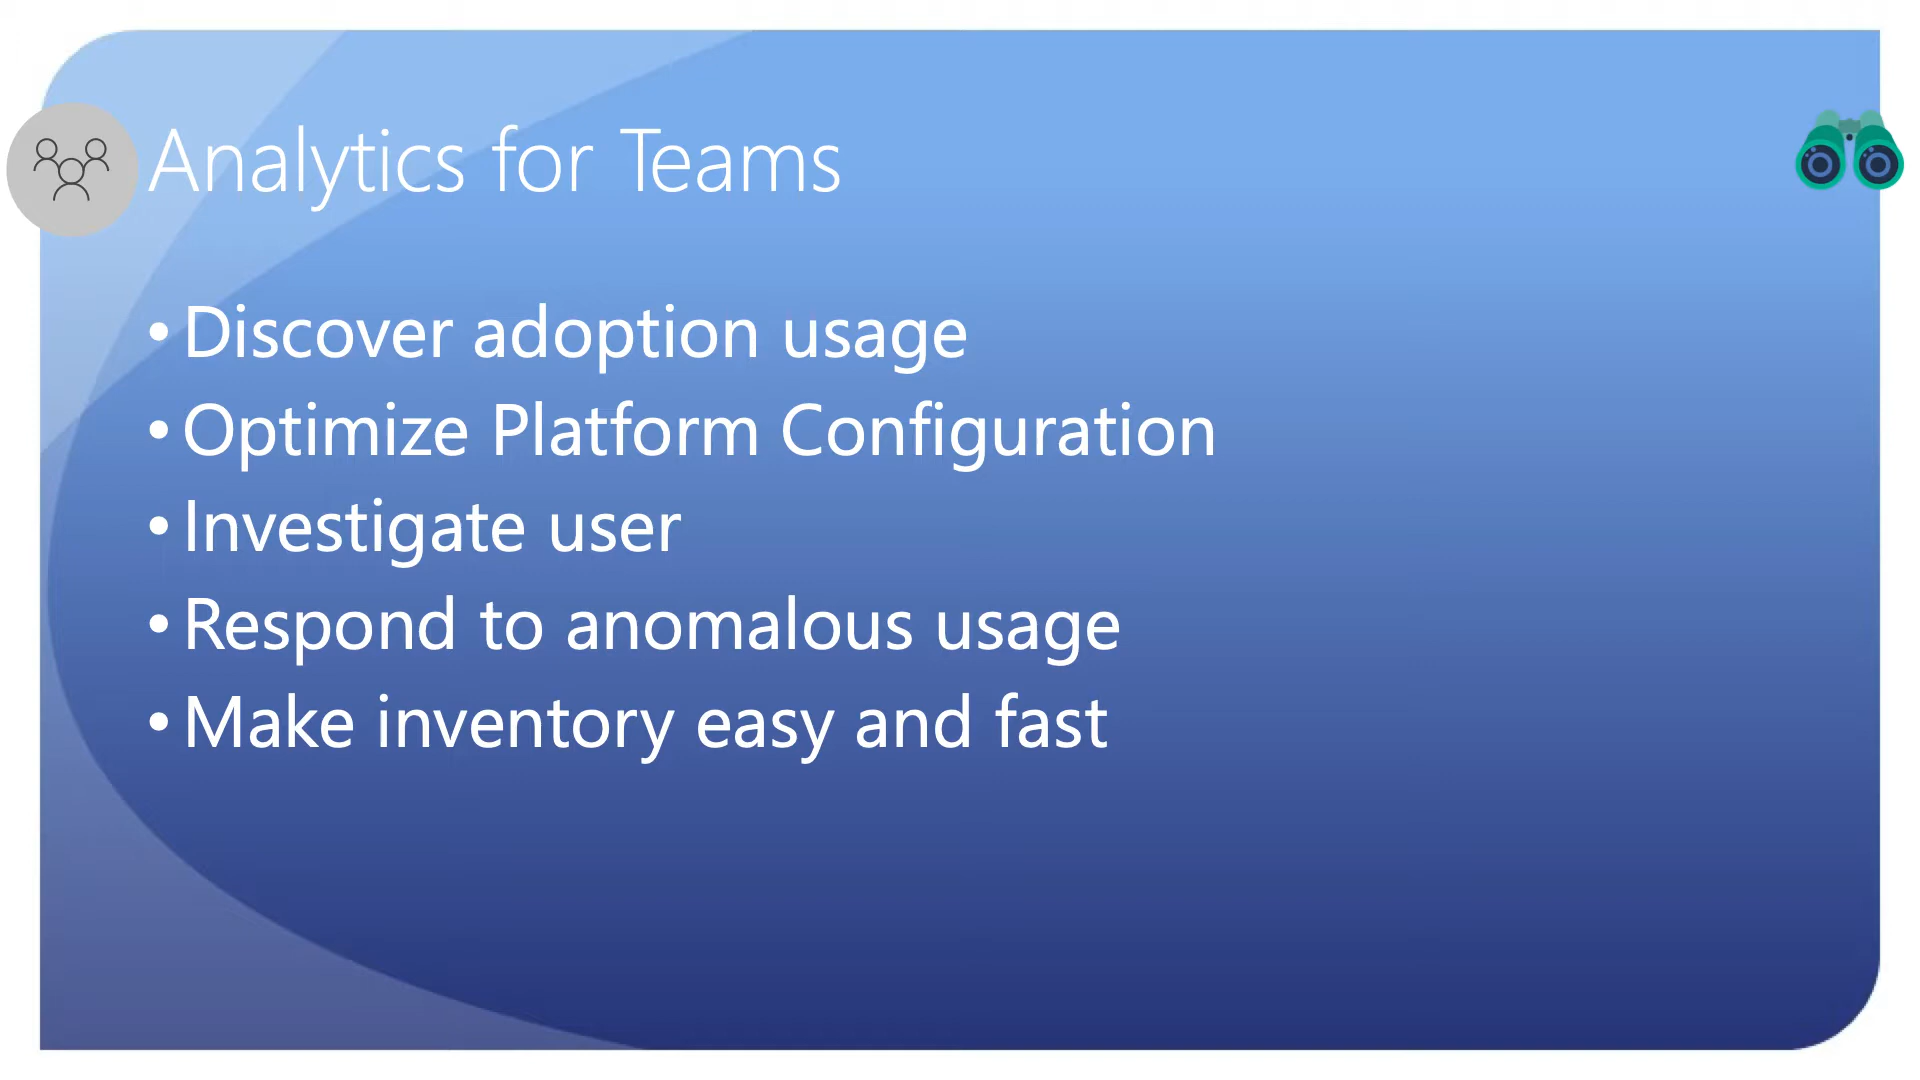 Analytics for Teams
• Discover adoption usage
• Optimize Platform Configuration
• Investigate user
• Respond to anomalous usage
• Make inventory easy and fast